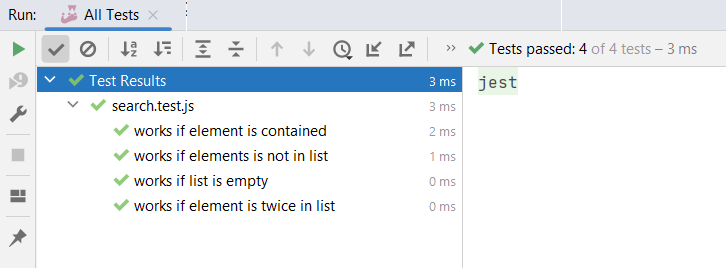 Run: All Tests
Tests passed: 4 of 4 tests – 3 ms
Test Results 3 ms
search.test.js 3 ms
works if element is contained 2 ms
works if elements is not in list 1 ms
works if list is empty 0 ms
works if element is twice in list 0 ms
jest